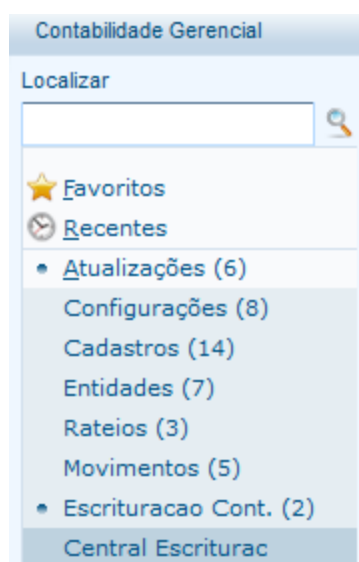 Contabilidade Gerencial
Localizar
Favoritos
Recentes
• Atualizações (6)
Configurações (8)
Cadastros (14)
Entidades (7)
Rateios (3)
Movimentos (5)
• Escrituracao Cont. (2)
Central Escriturac